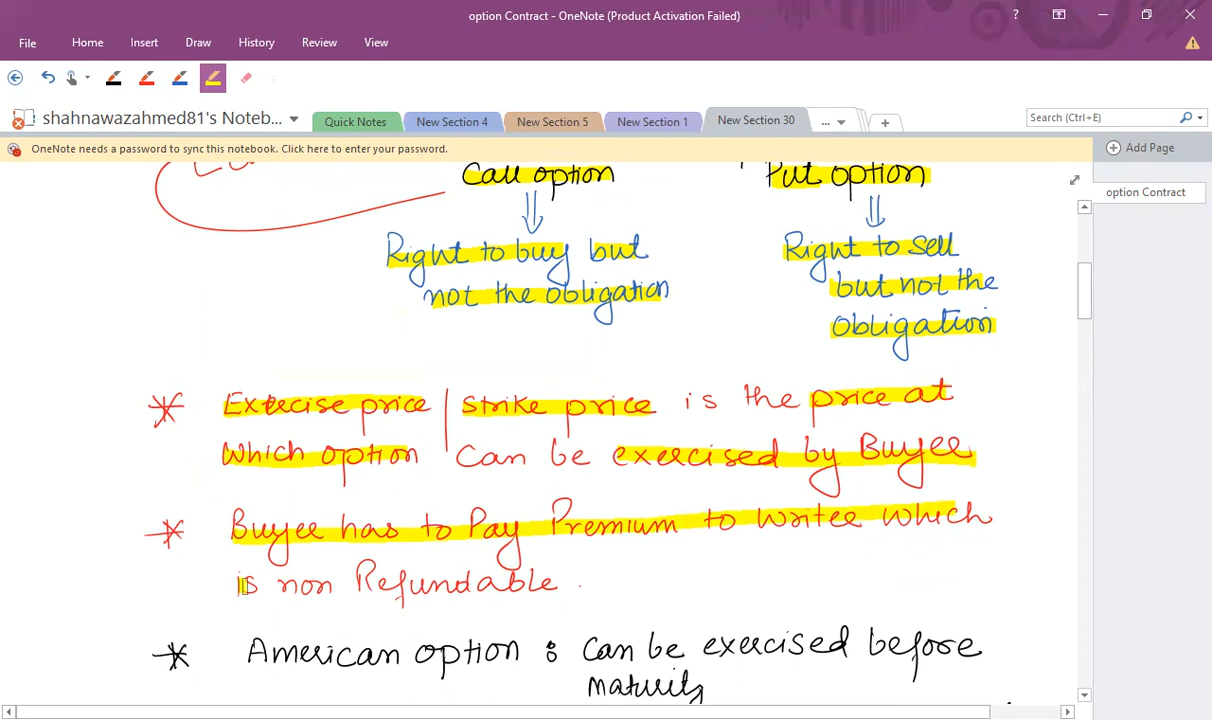 option Contract - OneNote (Product Activation Failed)
File Home Insert Draw History Review View
shahnawazahmed81's Noteb... Quick Notes New Section 4 New Section 5 New Section 1 New Section 30 ... Search (Ctrl+E)
OneNote needs a password to sync this notebook. Click here to enter your password.
Add Page
option Contract
Call option Put option
Right to buy but
not the obligation
Right to sell
but not the
obligation
* Exercise price | strike price is the price at
which option can be exercised by Buyer
* Buyer has to Pay Premium to writer which
is non Refundable.
* American option : Can be exercised before
maturity